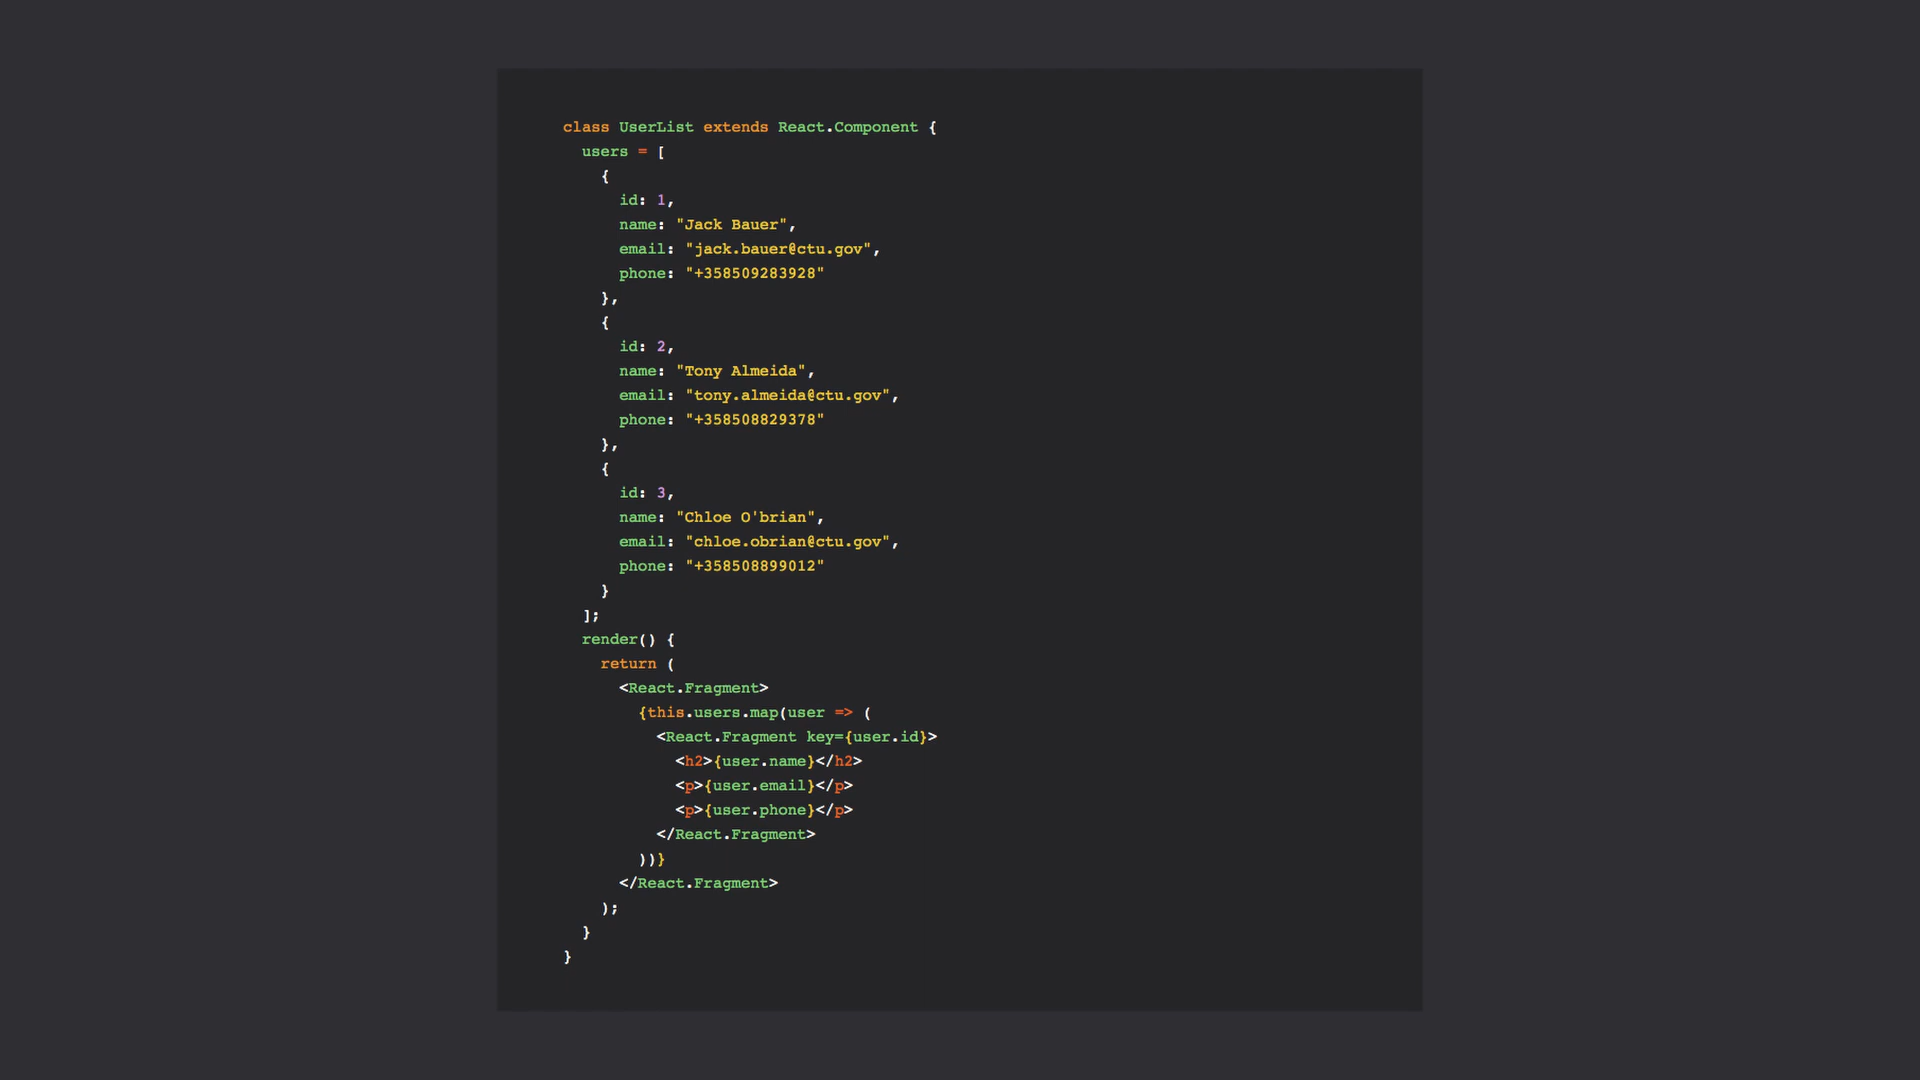 class UserList extends React.Component {
  users = [
    {
      id: 1,
      name: "Jack Bauer",
      email: "jack.bauer@ctu.gov",
      phone: "+358509283928"
    },
    {
      id: 2,
      name: "Tony Almeida",
      email: "tony.almeida@ctu.gov",
      phone: "+358508829378"
    },
    {
      id: 3,
      name: "Chloe O'brian",
      email: "chloe.obrian@ctu.gov",
      phone: "+358508899012"
    }
  ];
  render() {
    return (
      <React.Fragment>
        {this.users.map(user => (
          <React.Fragment key={user.id}>
            <h2>{user.name}</h2>
            <p>{user.email}</p>
            <p>{user.phone}</p>
          </React.Fragment>
        ))}
      </React.Fragment>
    );
  }
}